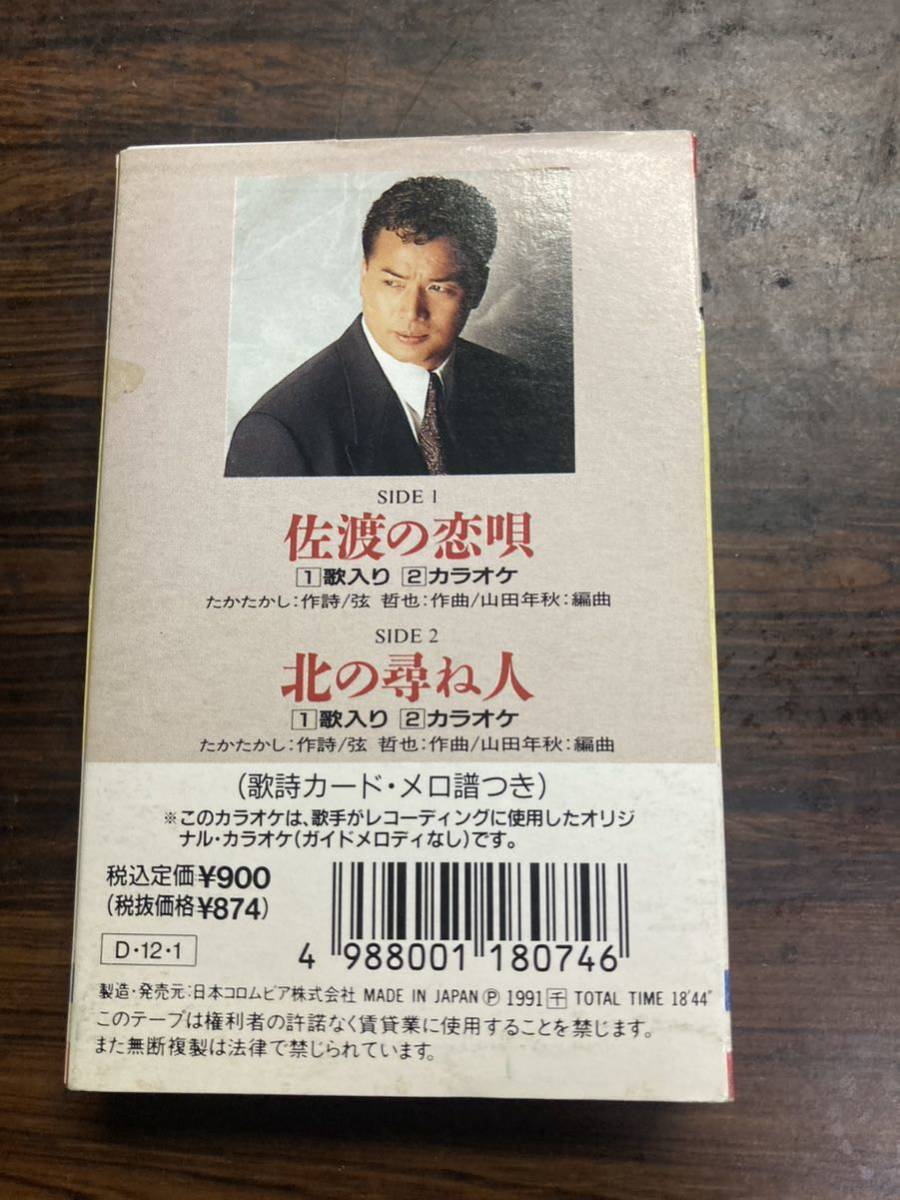 SIDE 1
佐渡の恋唄
1歌入り 2カラオケ
たかたかし:作詩/弦 哲也:作曲/山田年秋:編曲
SIDE 2
北の尋ね人
1歌入り 2カラオケ
たかたかし:作詩/弦 哲也:作曲/山田年秋:編曲
(歌詩カード・メロ譜つき)
※このカラオケは、歌手がレコーディングに使用したオリジ
ナル・カラオケ(ガイドメロディなし)です。
税込定価¥900
(税抜価格¥874)
D・12・1
4 988001 180746
製造・発売元:日本コロムビア株式会社 MADE IN JAPAN Ⓟ 1991 千 TOTAL TIME 18'44"
このテープは権利者の許諾なく賃貸業に使用することを禁じます。
また無断複製は法律で禁じられています。